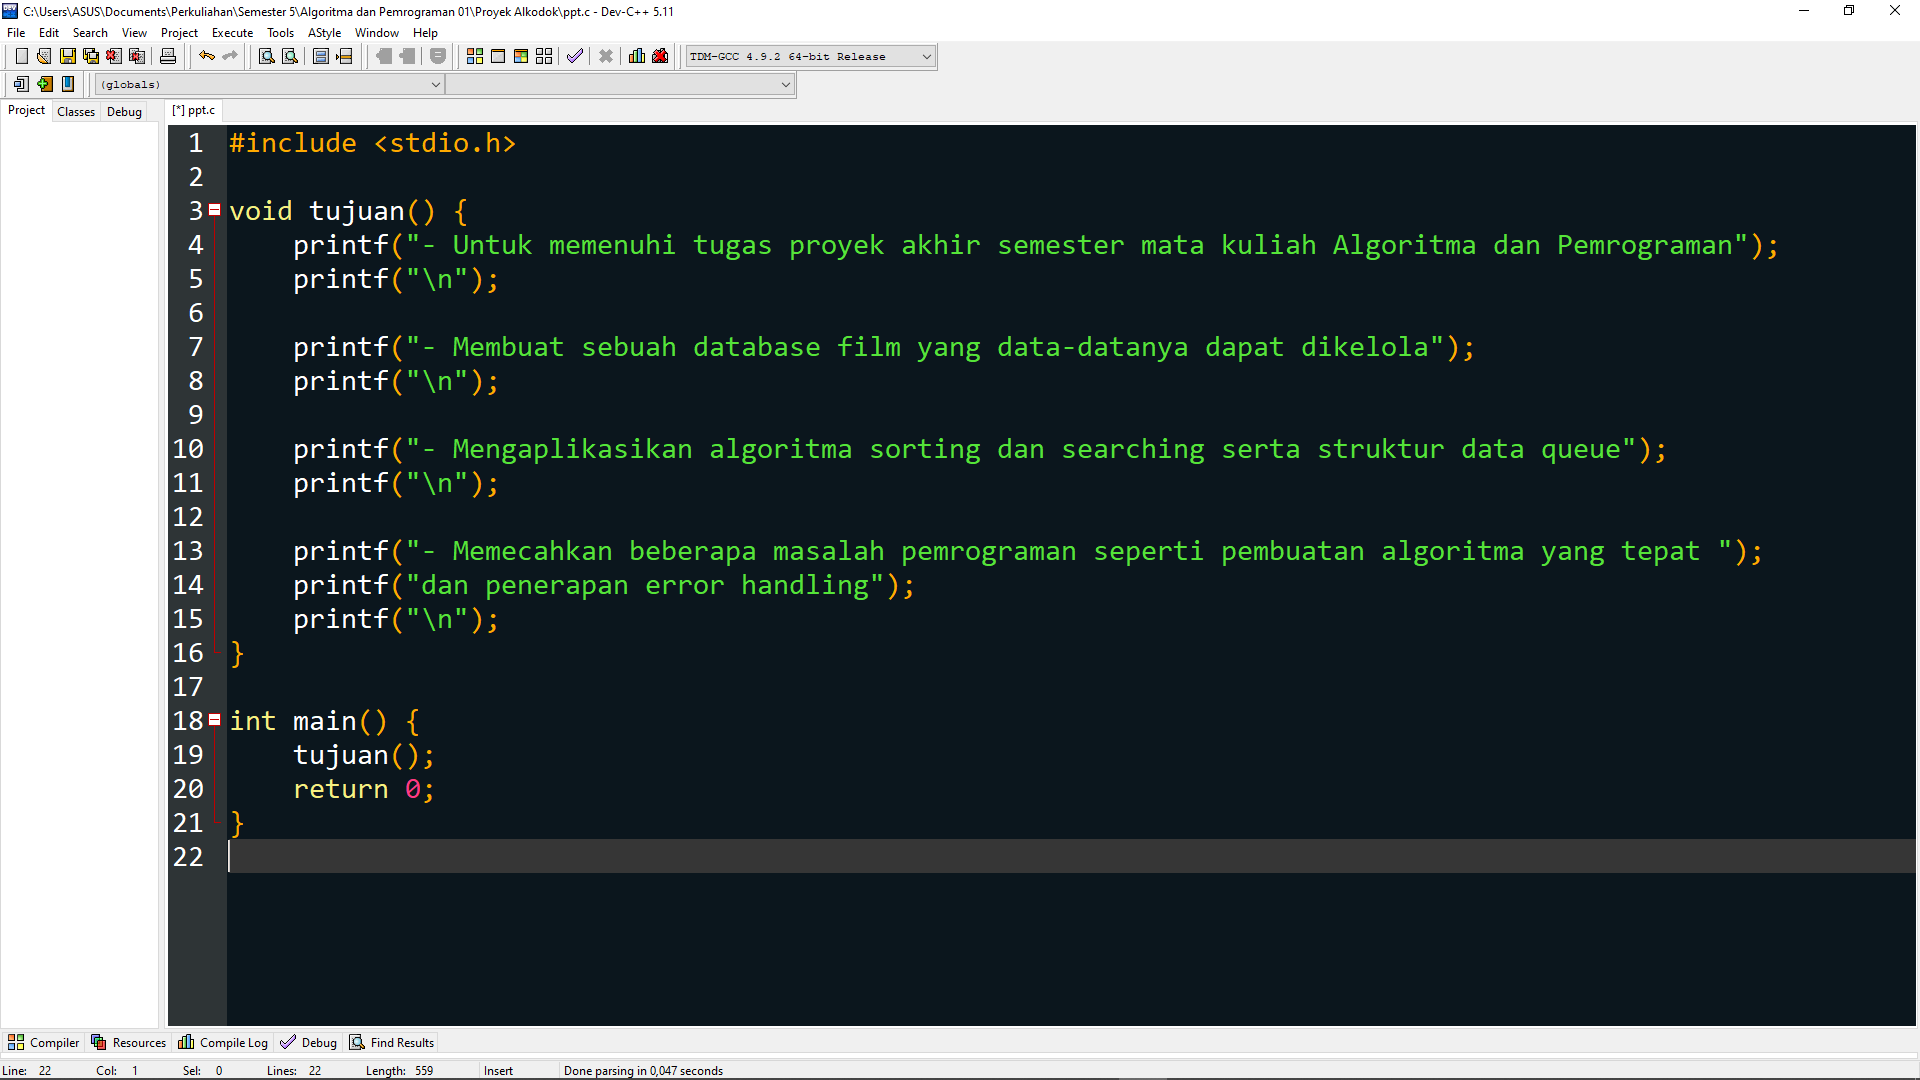 C:\Users\ASUS\Documents\Perkuliahan\Semester 5\Algoritma dan Pemrograman 01\Proyek Alkodok\ppt.c - Dev-C++ 5.11
File Edit Search View Project Execute Tools AStyle Window Help
TDM-GCC 4.9.2 64-bit Release
(globals)
Project Classes Debug [*] ppt.c
1 #include <stdio.h>
2
3 void tujuan() {
4 printf("- Untuk memenuhi tugas proyek akhir semester mata kuliah Algoritma dan Pemrograman");
5 printf("\n");
6
7 printf("- Membuat sebuah database film yang data-datanya dapat dikelola");
8 printf("\n");
9
10 printf("- Mengaplikasikan algoritma sorting dan searching serta struktur data queue");
11 printf("\n");
12
13 printf("- Memecahkan beberapa masalah pemrograman seperti pembuatan algoritma yang tepat ");
14 printf("dan penerapan error handling");
15 printf("\n");
16 }
17
18 int main() {
19 tujuan();
20 return 0;
21 }
22
Compiler Resources Compile Log Debug Find Results
Line: 22 Col: 1 Sel: 0 Lines: 22 Length: 559 Insert Done parsing in 0,047 seconds